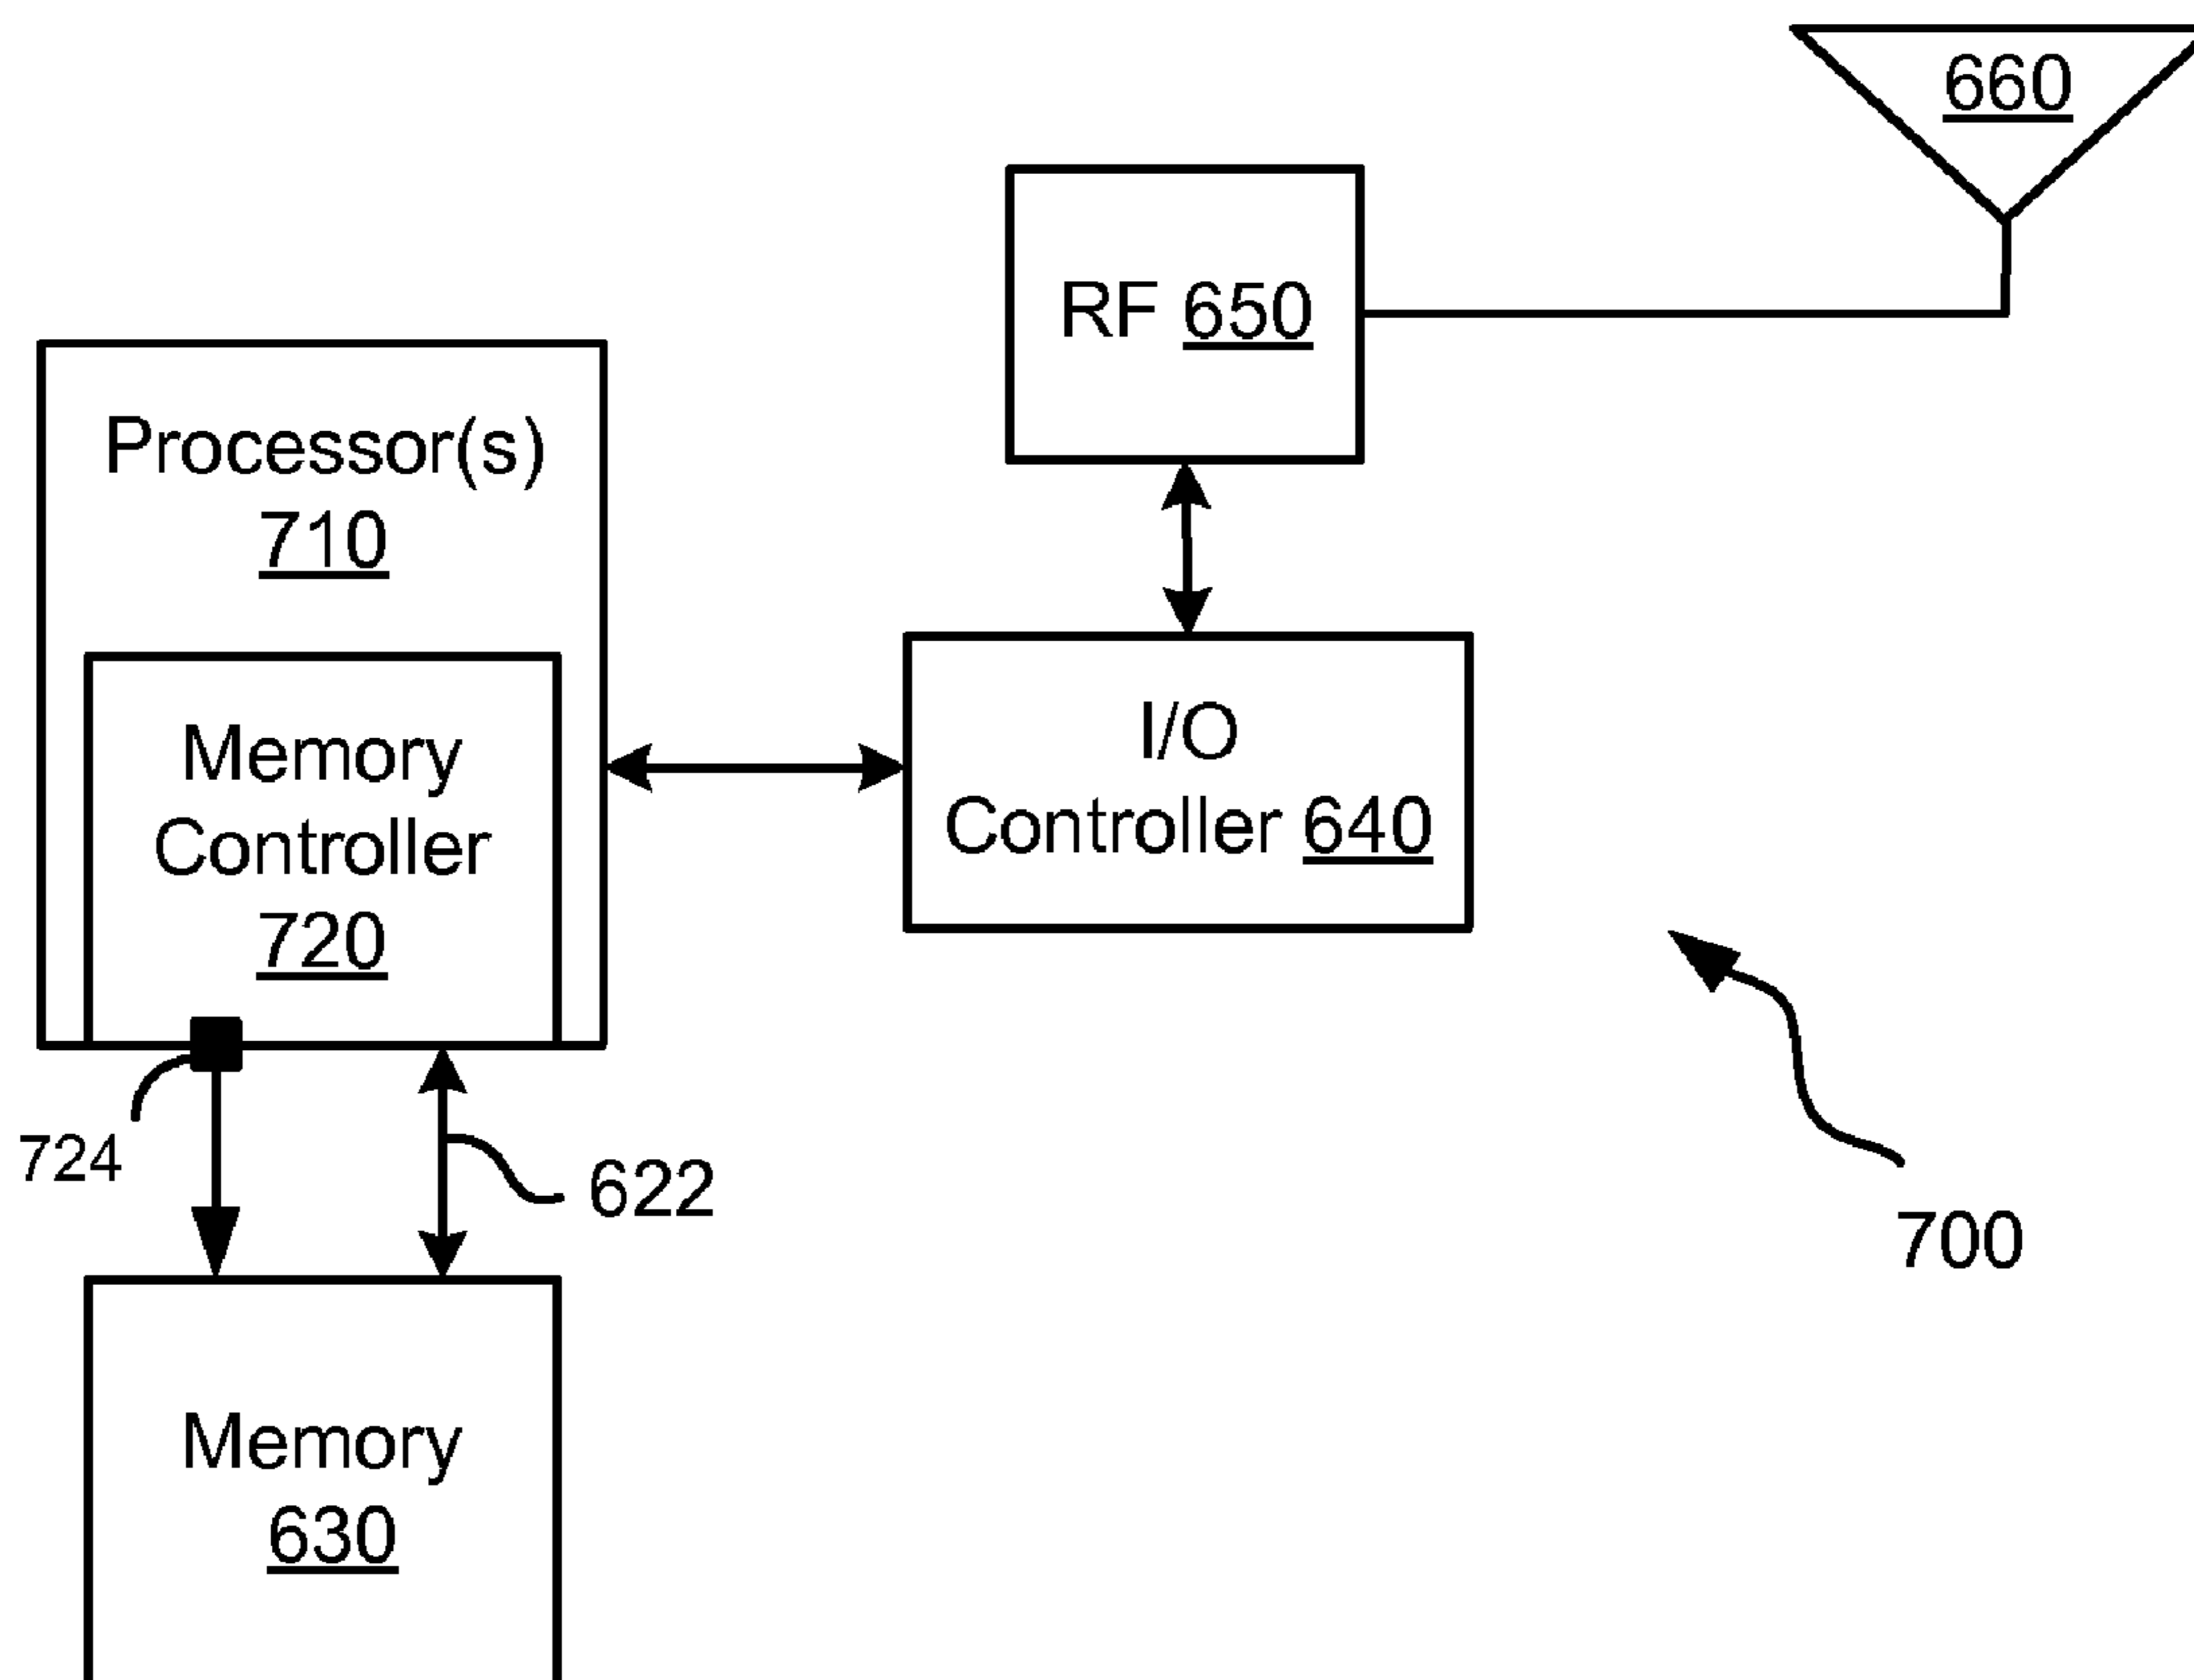 660
RF 650
Processor(s)
710
Memory
Controller
720
I/O
Controller 640
724
622
700
Memory
630